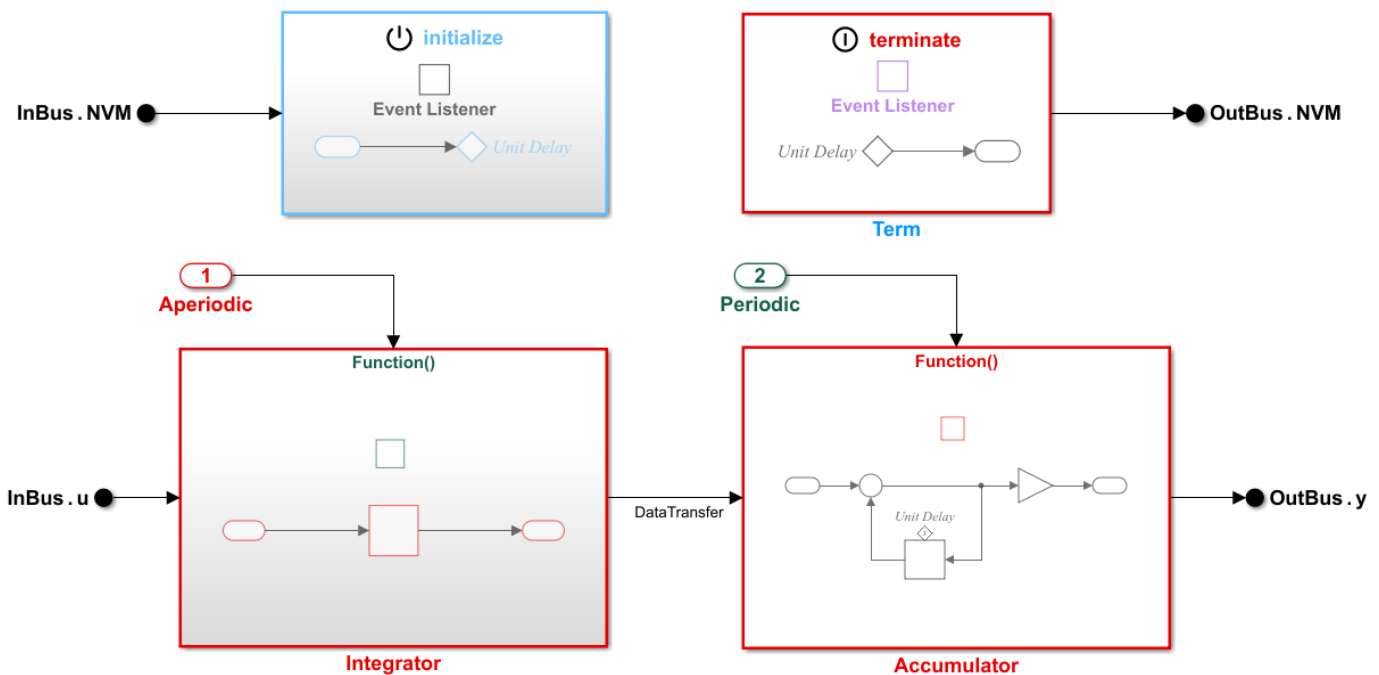 initialize
Event Listener
InBus.NVM
Unit Delay
terminate
Event Listener
OutBus.NVM
Unit Delay
Term
1
Aperiodic
2
Periodic
Function()
InBus.u
Integrator
DataTransfer
Function()
Unit Delay
x
OutBus.y
Accumulator